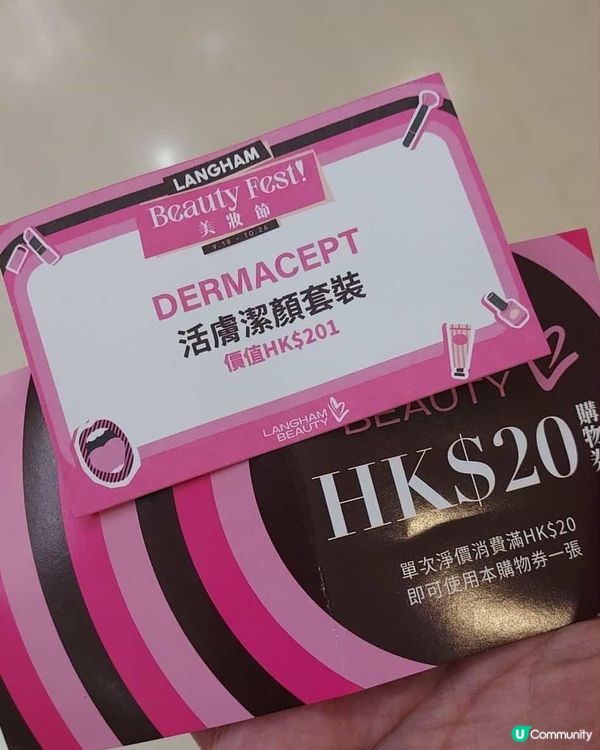 LANGHAM
Beauty Fest!
美妝節
9.18 - 10.26
DERMACEPT
活膚潔顏套裝
價值HK$201
LANGHAM
BEAUTY
BEAUTY
HK$20
購物券
單次淨價消費滿HK$20
即可使用本購物券一張
U Community